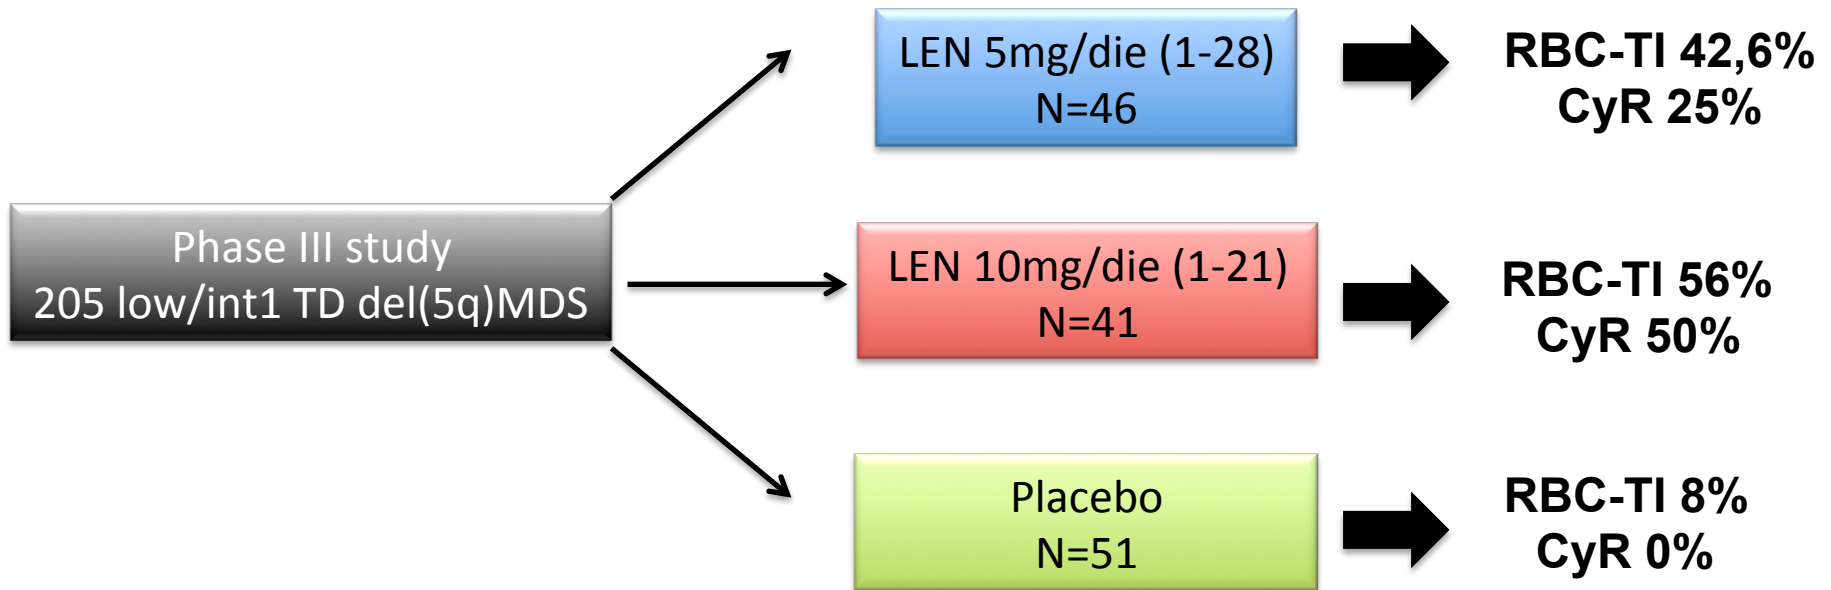 Phase III study
205 low/int1 TD del(5q)MDS
LEN 5mg/die (1-28)
N=46
RBC-TI 42,6%
CyR 25%
LEN 10mg/die (1-21)
N=41
RBC-TI 56%
CyR 50%
Placebo
N=51
RBC-TI 8%
CyR 0%